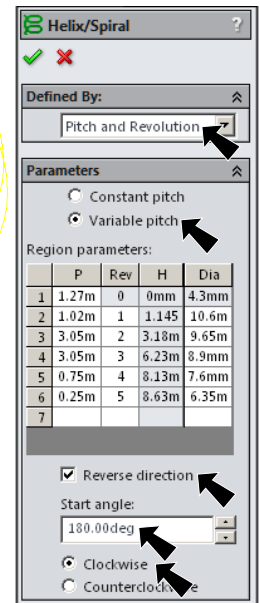 Helix/Spiral ?
Defined By:
Pitch and Revolution
Parameters
Constant pitch
Variable pitch
Region parameters:
P Rev H Dia
1 1.27m 0 0mm 4.3mm
2 1.02m 1 1.145 10.6m
3 3.05m 2 3.18m 9.65m
4 3.05m 3 6.23m 8.9mm
5 0.75m 4 8.13m 7.6mm
6 0.25m 5 8.63m 6.35m
7
Reverse direction
Start angle:
180.00deg
Clockwise
Counterclockwise